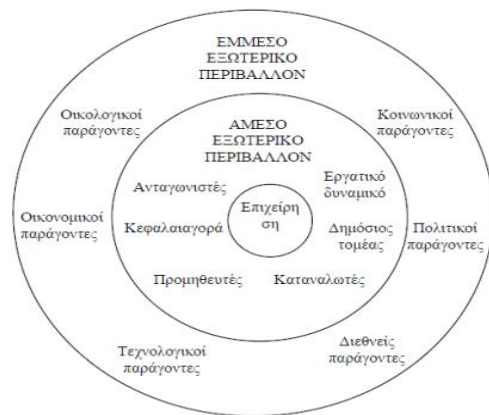 ΕΜΜΕΣΟ
ΕΞΩΤΕΡΙΚΟ
ΠΕΡΙΒΑΛΛΟΝ
Οικολογικοί
παράγοντες
Κοινωνικοί
παράγοντες
ΑΜΕΣΟ
ΕΞΩΤΕΡΙΚΟ
ΠΕΡΙΒΑΛΛΟΝ
Ανταγωνιστές
Εργατικό
δυναμικό
Επιχείρη
ση
Οικονομικοί
παράγοντες
Κεφαλαιαγορά
Δημόσιος
τομέας
Πολιτικοί
παράγοντες
Προμηθευτές
Καταναλωτές
Τεχνολογικοί
παράγοντες
Διεθνείς
παράγοντες